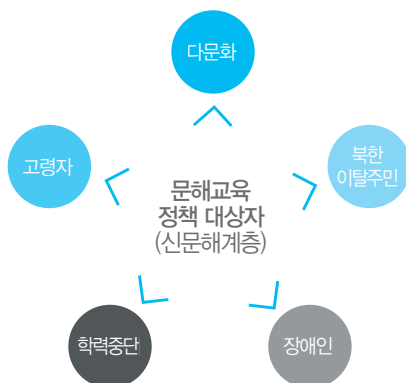 다문화
고령자
북한
이탈주민
문해교육
정책 대상자
(신문해계층)
학력중단
장애인